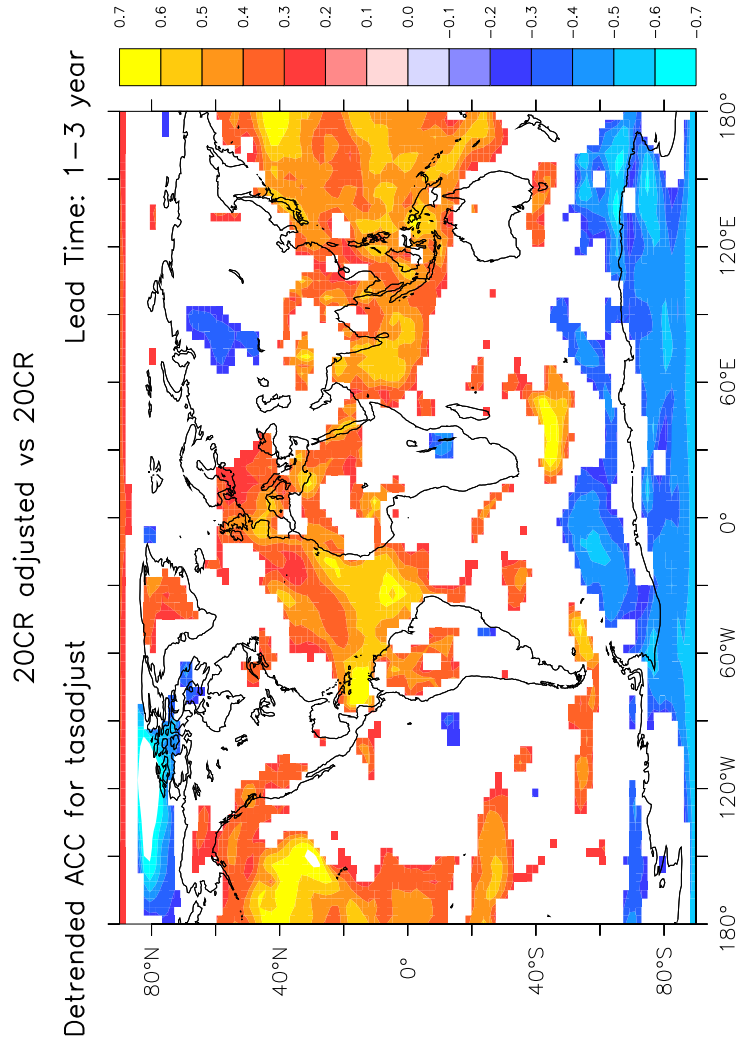 20CR adjusted vs 20CR
Detrended ACC for tasadjust Lead Time: 1-3 year
80°N
40°N
0°
40°S
80°S
180° 120°W 60°W 0° 60°E 120°E 180°
0.7
0.6
0.5
0.4
0.3
0.2
0.1
0.0
-0.1
-0.2
-0.3
-0.4
-0.5
-0.6
-0.7